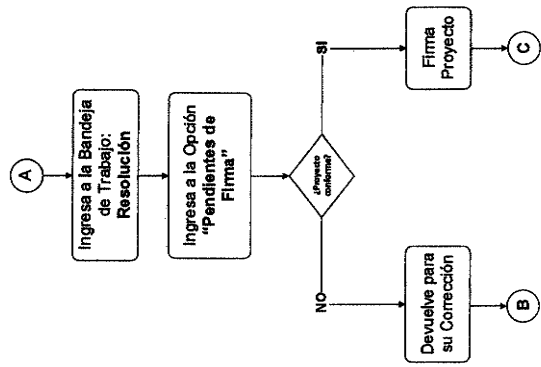 A
Ingresa a la Bandeja
de Trabajo:
Resolución
Ingresa a la Opción
“Pendientes de
Firma”
¿Proyecto
conforme?
NO
SI
Devuelve para
su Corrección
Firma
Proyecto
B
C